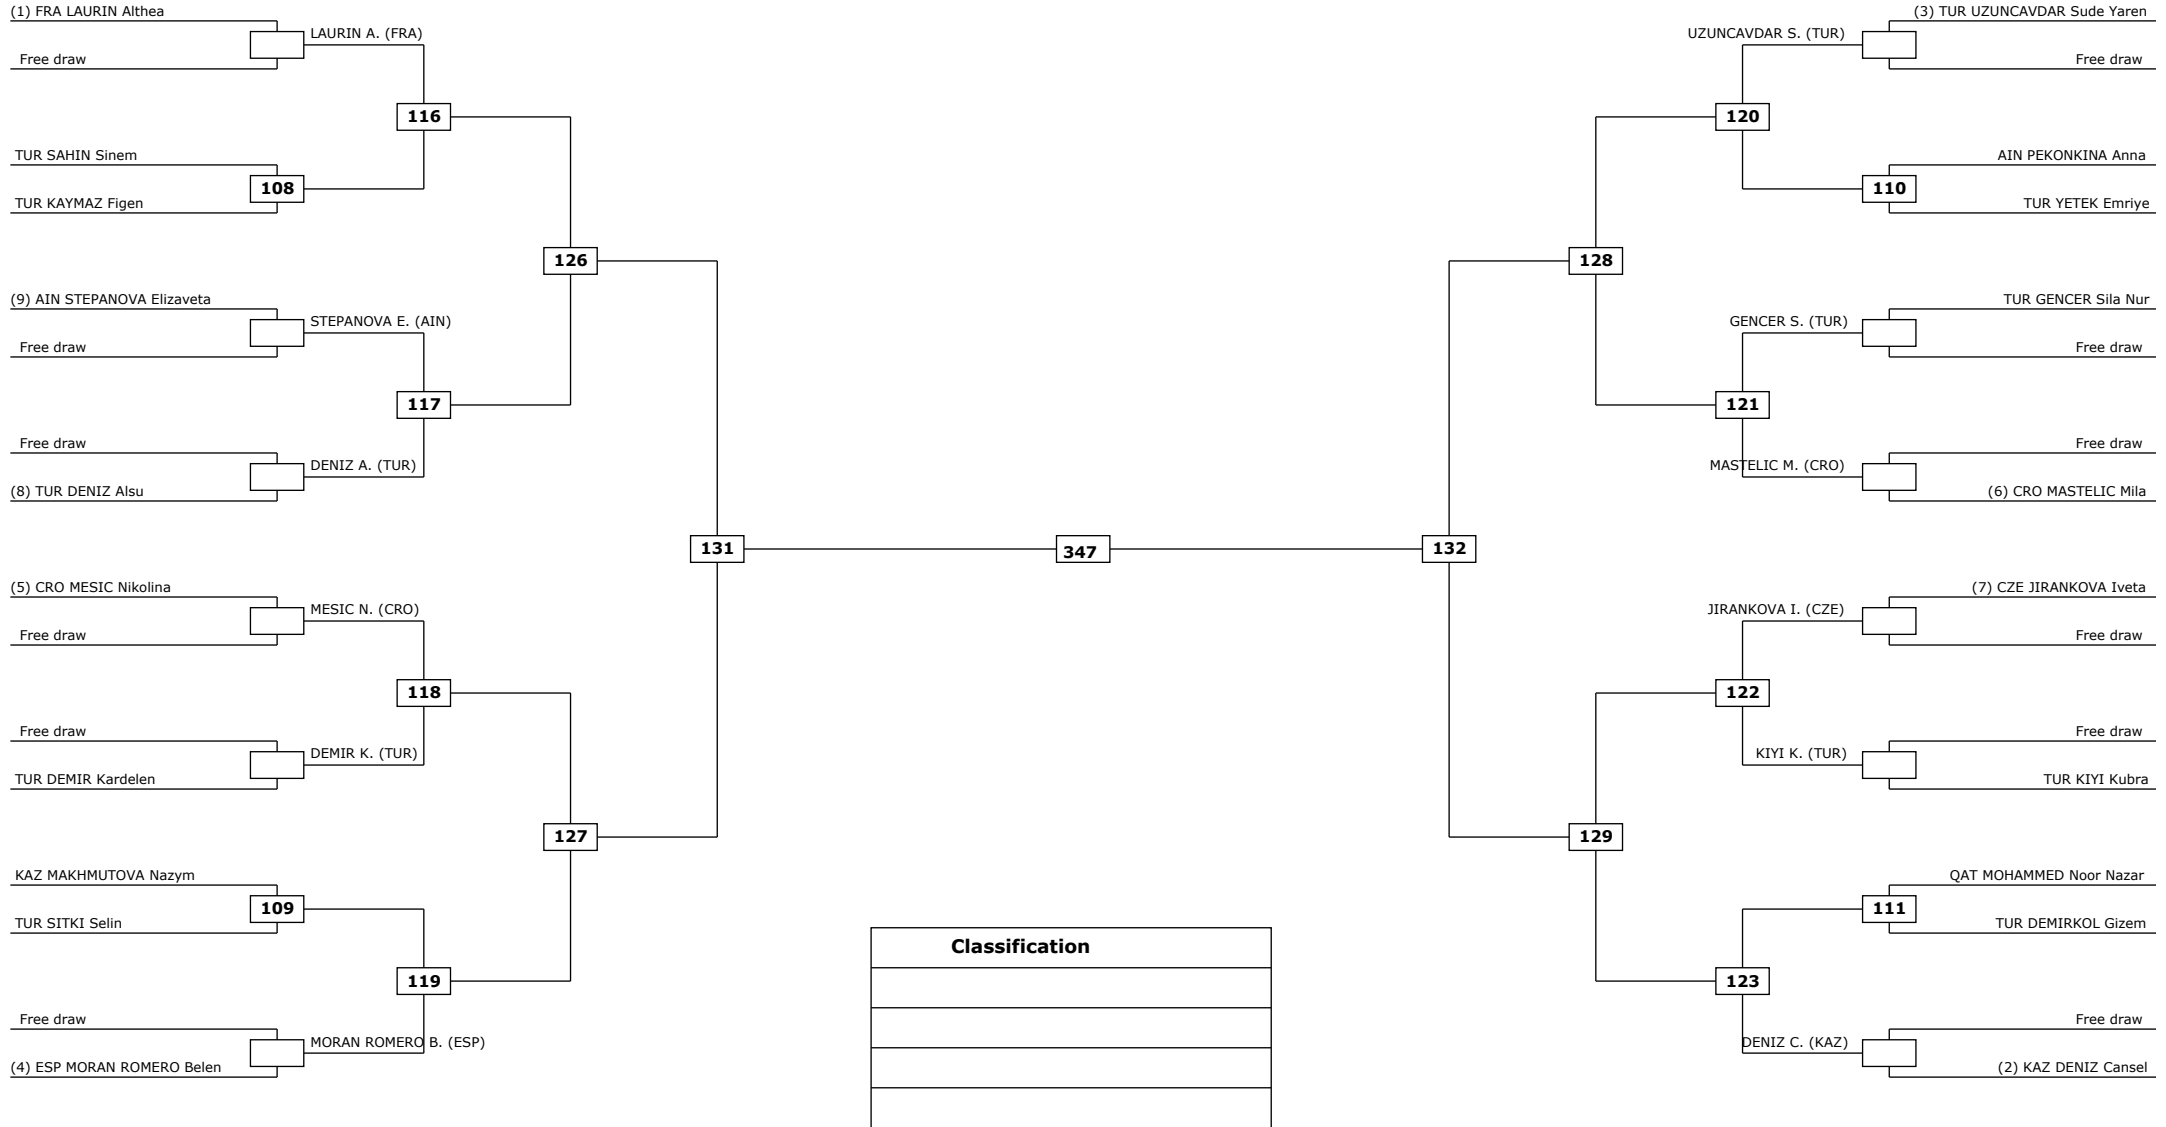 (1) FRA LAURIN Althea
LAURIN A. (FRA)
Free draw
116
TUR SAHIN Sinem
108
TUR KAYMAZ Figen
126
(9) AIN STEPANOVA Elizaveta
STEPANOVA E. (AIN)
Free draw
117
Free draw
DENIZ A. (TUR)
(8) TUR DENIZ Alsu
131
(5) CRO MESIC Nikolina
MESIC N. (CRO)
Free draw
118
Free draw
DEMIR K. (TUR)
TUR DEMIR Kardelen
127
KAZ MAKHMUTOVA Nazym
109
TUR SITKI Selin
119
Free draw
MORAN ROMERO B. (ESP)
(4) ESP MORAN ROMERO Belen
347
Classification
(3) TUR UZUNCAVDAR Sude Yaren
UZUNCAVDAR S. (TUR)
Free draw
120
AIN PEKONKINA Anna
110
TUR YETEK Emriye
128
TUR GENCER Sila Nur
GENCER S. (TUR)
Free draw
121
Free draw
MASTELIC M. (CRO)
(6) CRO MASTELIC Mila
132
(7) CZE JIRANKOVA Iveta
JIRANKOVA I. (CZE)
Free draw
122
Free draw
KIYI K. (TUR)
TUR KIYI Kubra
129
QAT MOHAMMED Noor Nazar
111
TUR DEMIRKOL Gizem
123
Free draw
DENIZ C. (KAZ)
(2) KAZ DENIZ Cansel